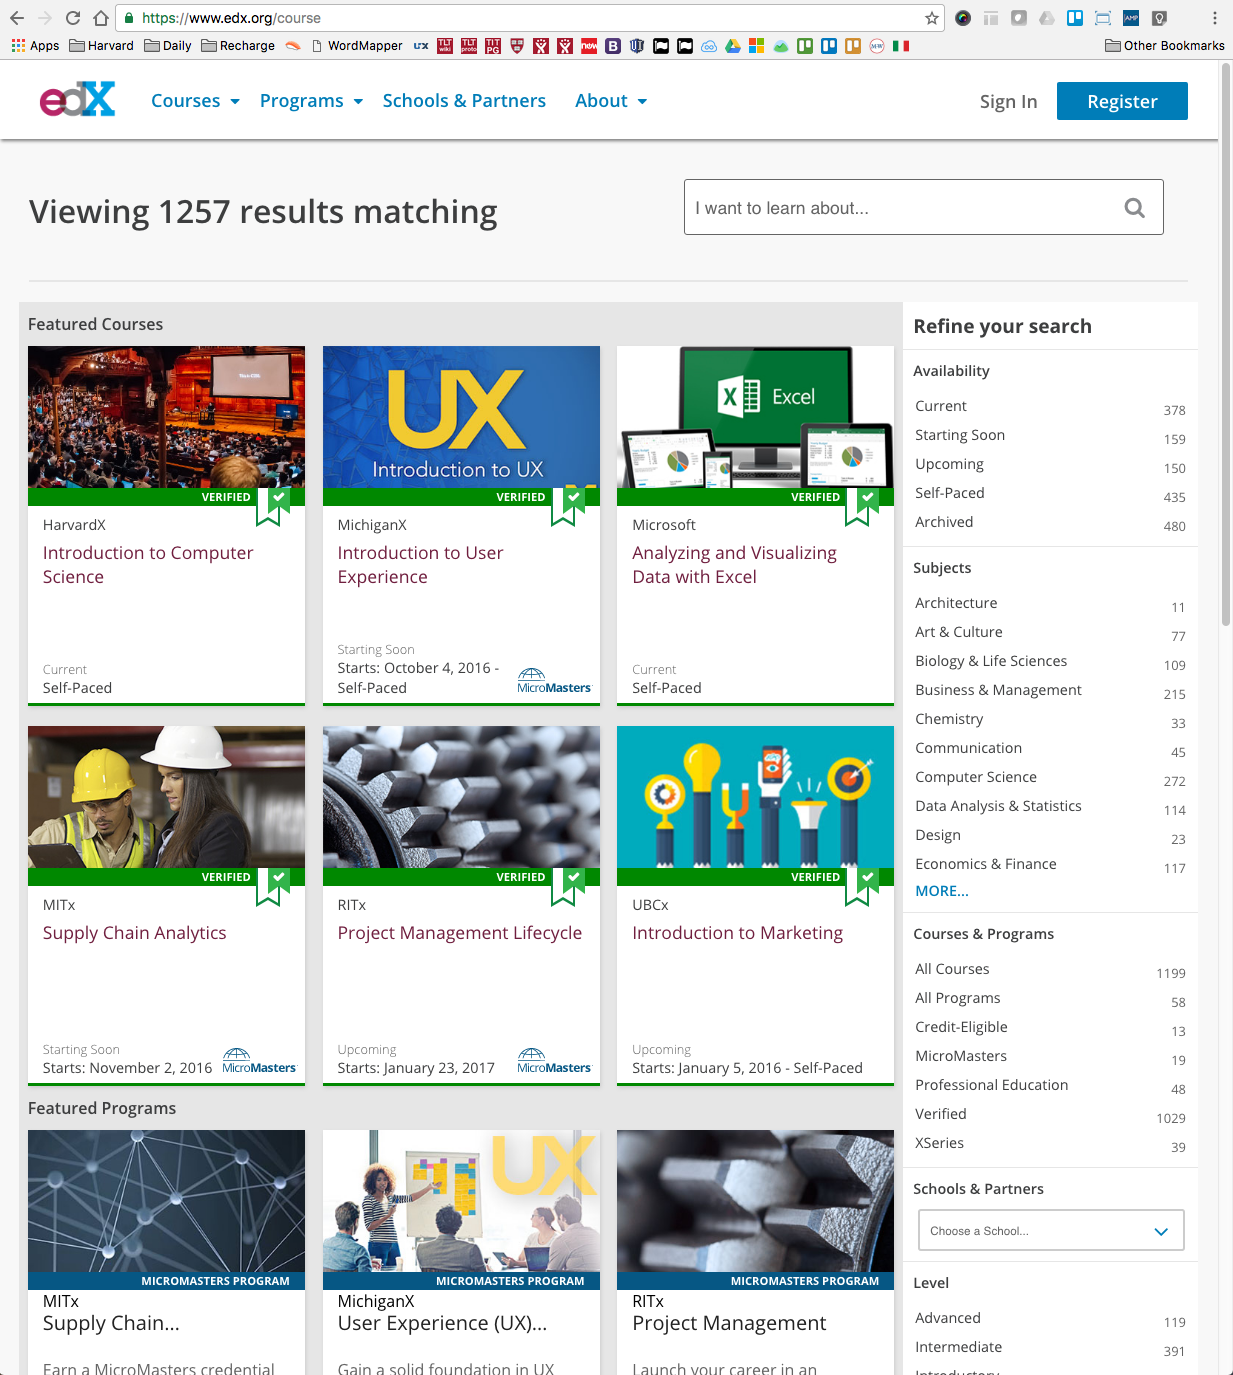 https://www.edx.org/course
Apps
Harvard
Daily
Recharge
WordMapper
Other Bookmarks
edX
Courses
Programs
Schools & Partners
About
Sign In
Register
Viewing 1257 results matching
I want to learn about...
Featured Courses
UX
Introduction to UX
Excel
VERIFIED
VERIFIED
VERIFIED
HarvardX
Introduction to Computer
Science
Current
Self-Paced
MichiganX
Introduction to User
Experience
Starting Soon
Starts: October 4, 2016 -
Self-Paced
MicroMasters
Microsoft
Analyzing and Visualizing
Data with Excel
Current
Self-Paced
VERIFIED
VERIFIED
VERIFIED
MITx
Supply Chain Analytics
Starting Soon
Starts: November 2, 2016
MicroMasters
RITx
Project Management Lifecycle
Upcoming
Starts: January 23, 2017
MicroMasters
UBCx
Introduction to Marketing
Upcoming
Starts: January 5, 2016 - Self-Paced
Featured Programs
UX
MICROMASTERS PROGRAM
MICROMASTERS PROGRAM
MICROMASTERS PROGRAM
MITx
Supply Chain...
Earn a MicroMasters credential
MichiganX
User Experience (UX)...
Gain a solid foundation in UX
RITx
Project Management
Launch your career in an
Refine your search
Availability
Current 378
Starting Soon 159
Upcoming 150
Self-Paced 435
Archived 480
Subjects
Architecture 11
Art & Culture 77
Biology & Life Sciences 109
Business & Management 215
Chemistry 33
Communication 45
Computer Science 272
Data Analysis & Statistics 114
Design 23
Economics & Finance 117
MORE...
Courses & Programs
All Courses 1199
All Programs 58
Credit-Eligible 13
MicroMasters 19
Professional Education 48
Verified 1029
XSeries 39
Schools & Partners
Choose a School...
Level
Advanced 119
Intermediate 391
Introductory